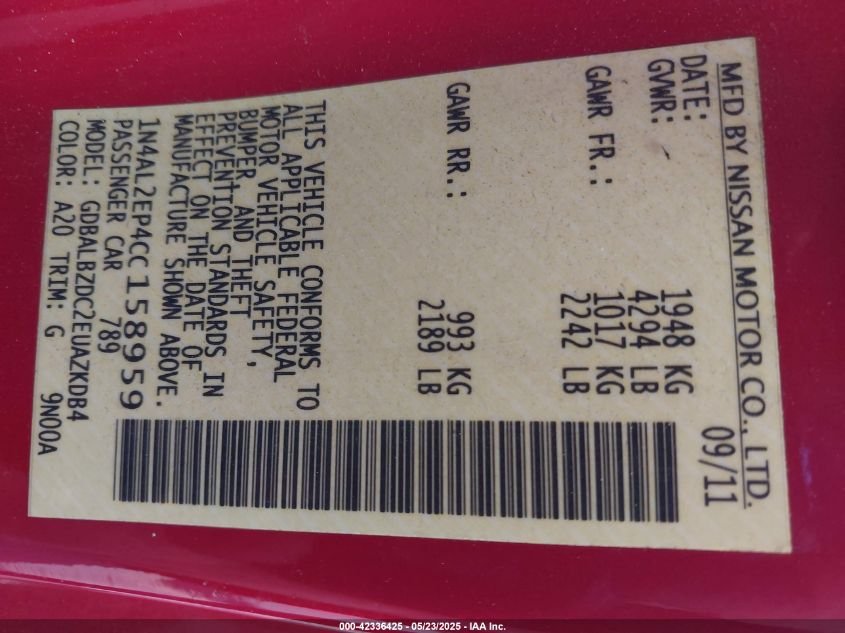 MFD BY NISSAN MOTOR CO., LTD.
DATE: 09/11
GVWR: 1948 KG
4294 LB
GAWR FR.: 1017 KG
2242 LB
GAWR RR.: 993 KG
2189 LB
THIS VEHICLE CONFORMS TO
ALL APPLICABLE FEDERAL
MOTOR VEHICLE SAFETY,
BUMPER, AND THEFT
PREVENTION STANDARDS IN
EFFECT ON THE DATE OF
MANUFACTURE SHOWN ABOVE.
1N4AL2EP4CC158959
PASSENGER CAR 789
MODEL: GDBALBZDC2EUAZKDB4
COLOR: A20 TRIM: G 9N00A
000-42336425 - 05/23/2025 - IAA Inc.